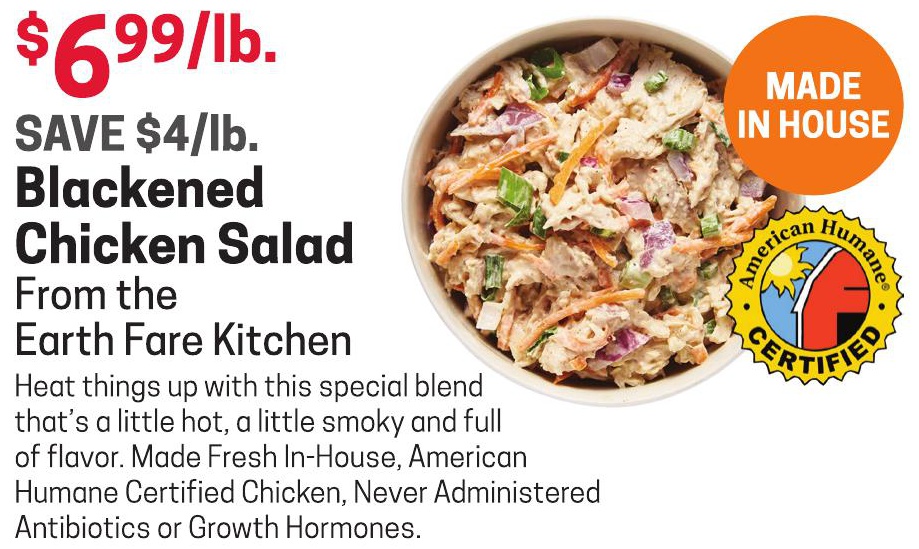 $6.99/lb.
SAVE $4/lb.
Blackened
Chicken Salad
From the
Earth Fare Kitchen
Heat things up with this special blend
that's a little hot, a little smoky and full
of flavor. Made Fresh In-House, American
Humane Certified Chicken, Never Administered
Antibiotics or Growth Hormones.
MADE
IN HOUSE
American Humane®
CERTIFIED